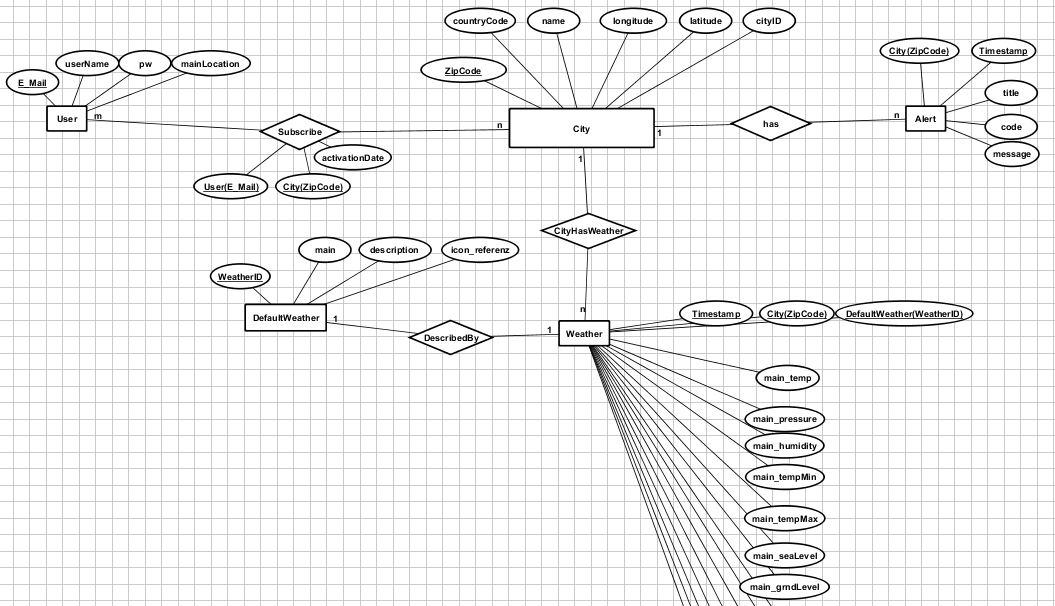 countryCode name longitude latitude cityID
E_Mail userName pw mainLocation
ZipCode
City(ZipCode) Timestamp
title
code
message
User m
Subscribe
n City 1
has
n Alert
activationDate
User(E_Mail) City(ZipCode)
1
CityHasWeather
n
main description icon_referenz
WeatherID
DefaultWeather 1
DescribedBy
1 Weather
Timestamp City(ZipCode) DefaultWeather(WeatherID)
main_temp
main_pressure
main_humidity
main_tempMin
main_tempMax
main_seaLevel
main_grndLevel